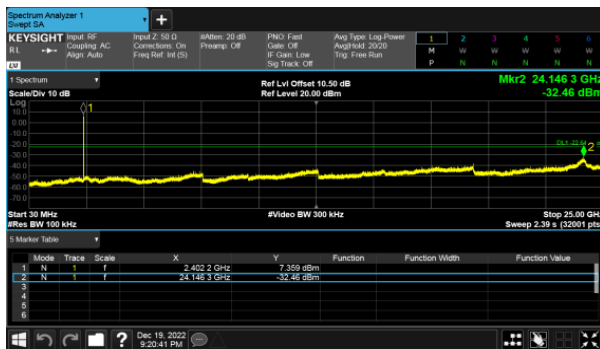 Spectrum Analyzer 1
Swept SA
+
KEYSIGHT
RL
Input: RF
Coupling: AC
Align: Auto
Input Z: 50 Ω
Corrections: On
Freq Ref: Int (S)
#Atten: 20 dB
Preamp: Off
PNO: Fast
Gate: Off
IF Gain: Low
Sig Track: Off
Avg Type: Log-Power
Avg|Hold: 20/20
Trig: Free Run
1 2 3 4 5 6
M W W W W W
P N N N N N
1 Spectrum
Scale/Div 10 dB
Ref Lvl Offset 10.50 dB
Ref Level 20.00 dBm
Mkr2 24.146 3 GHz
-32.46 dBm
Log
10.0
0.00
-10.0
-20.0
-30.0
-40.0
-50.0
-60.0
-70.0
1
2
Start 30 MHz
#Res BW 100 kHz
#Video BW 300 kHz
Stop 25.00 GHz
Sweep 2.39 s (32001 pts)
5 Marker Table
Mode Trace Scale X Y Function Function Width Function Value
1 N 1 f 2.402 2 GHz 7.359 dBm
2 N 1 f 24.146 3 GHz -32.46 dBm
3
4
5
6
?
Dec 19, 2022
9:20:41 PM